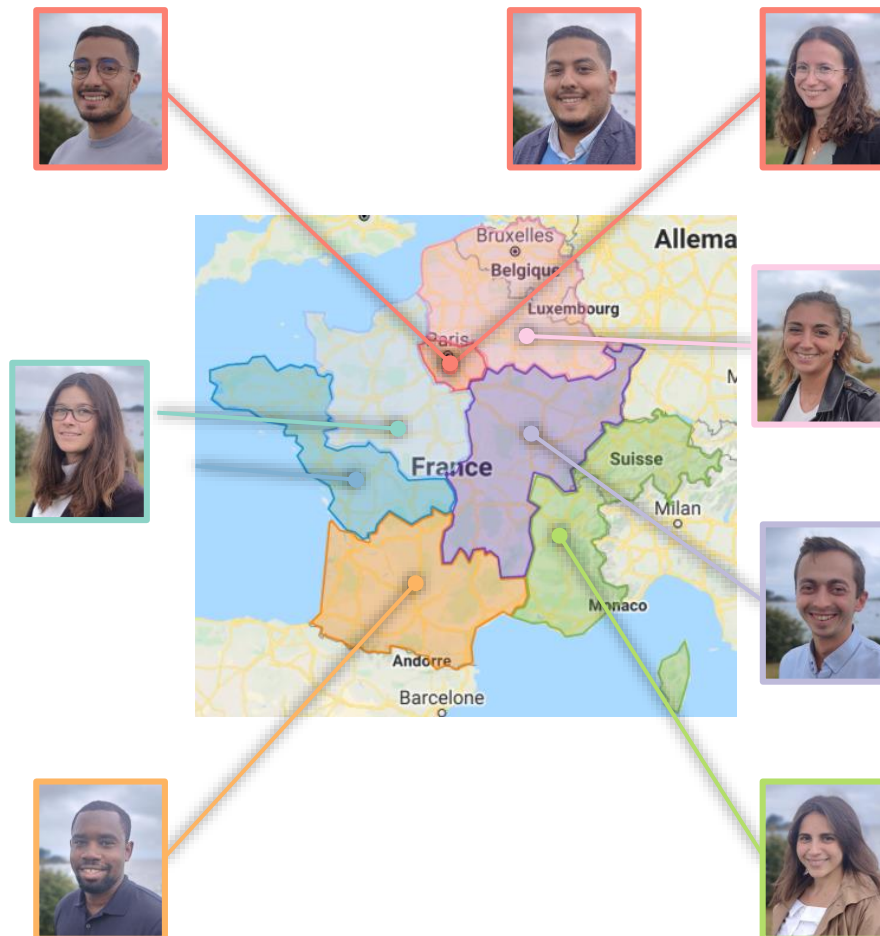 Bruxelles
Allema
Belgique
Luxembourg
Paris
M
France
Suisse
Milan
Monaco
Andorre
Barcelone